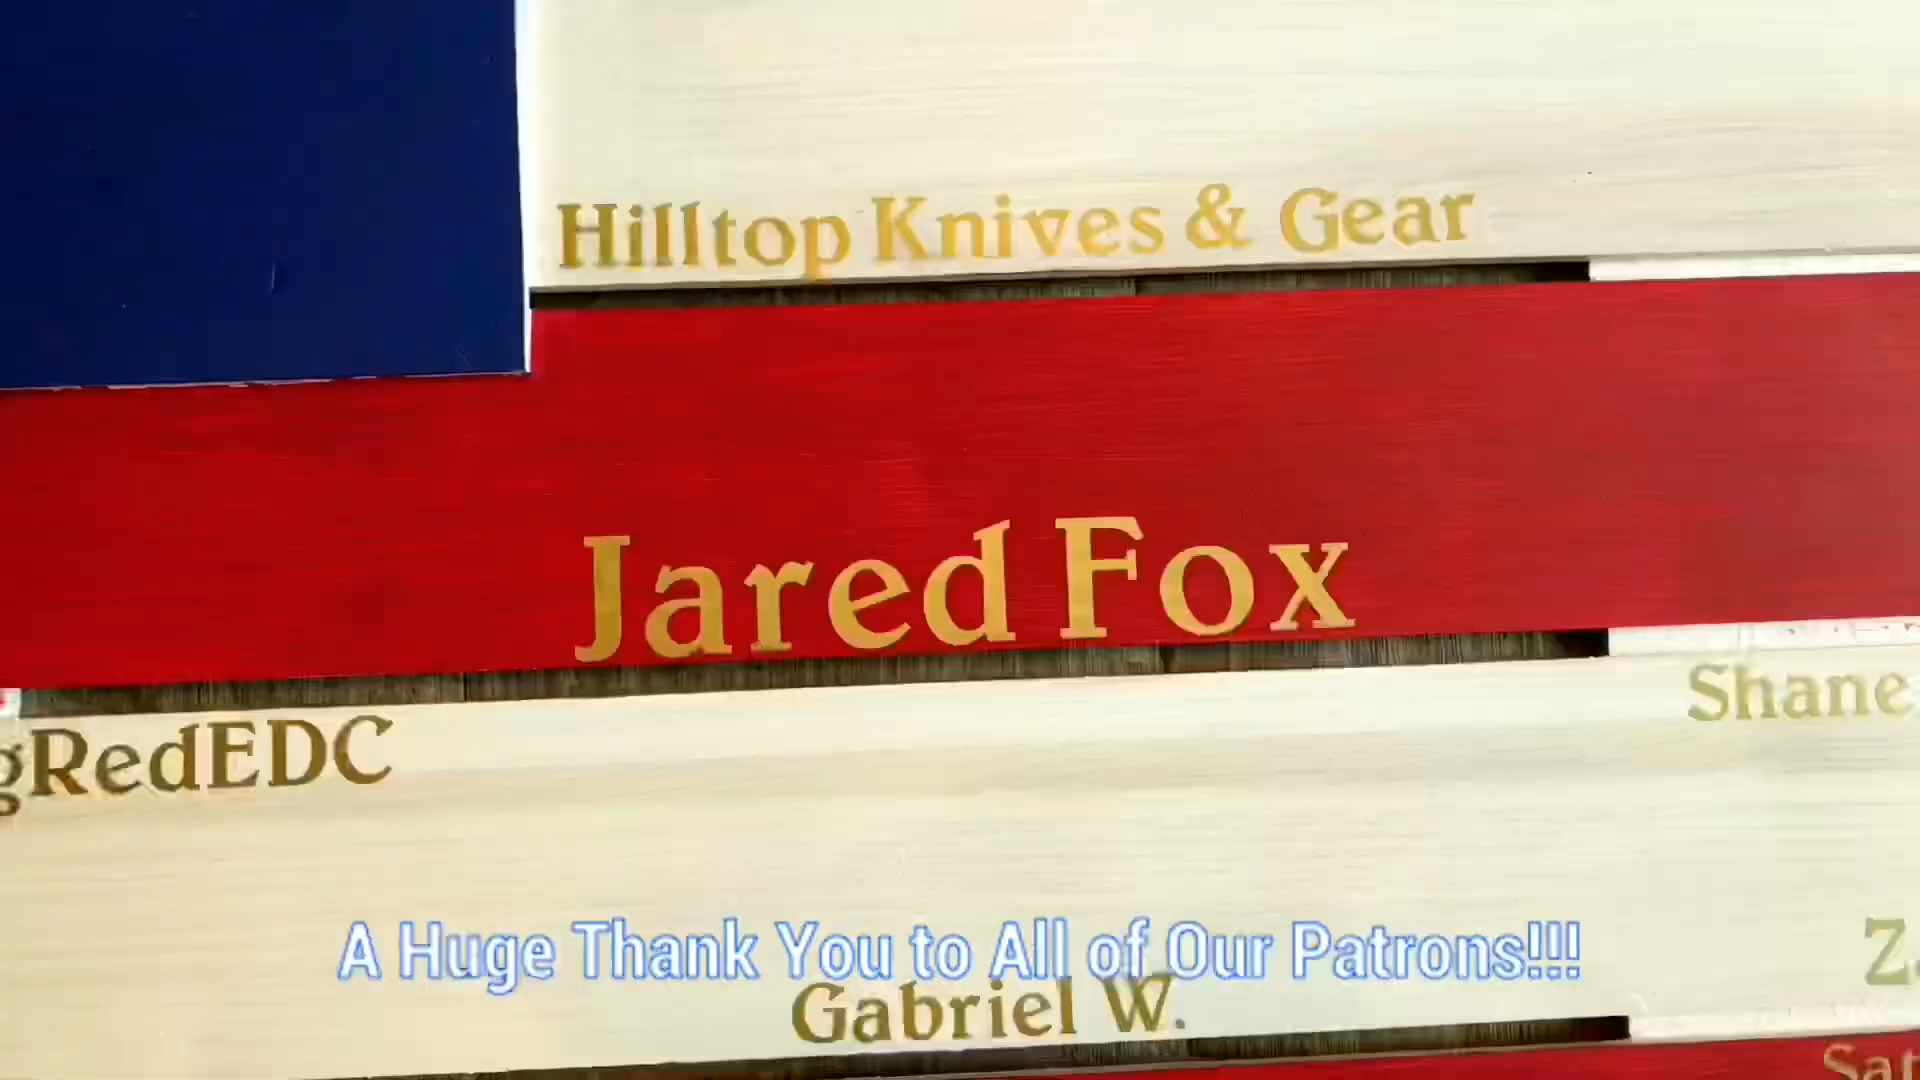 Hilltop Knives & Gear
Jared Fox
Shane
gRedEDC
A Huge Thank You to All of Our Patrons!!!
Gabriel W.